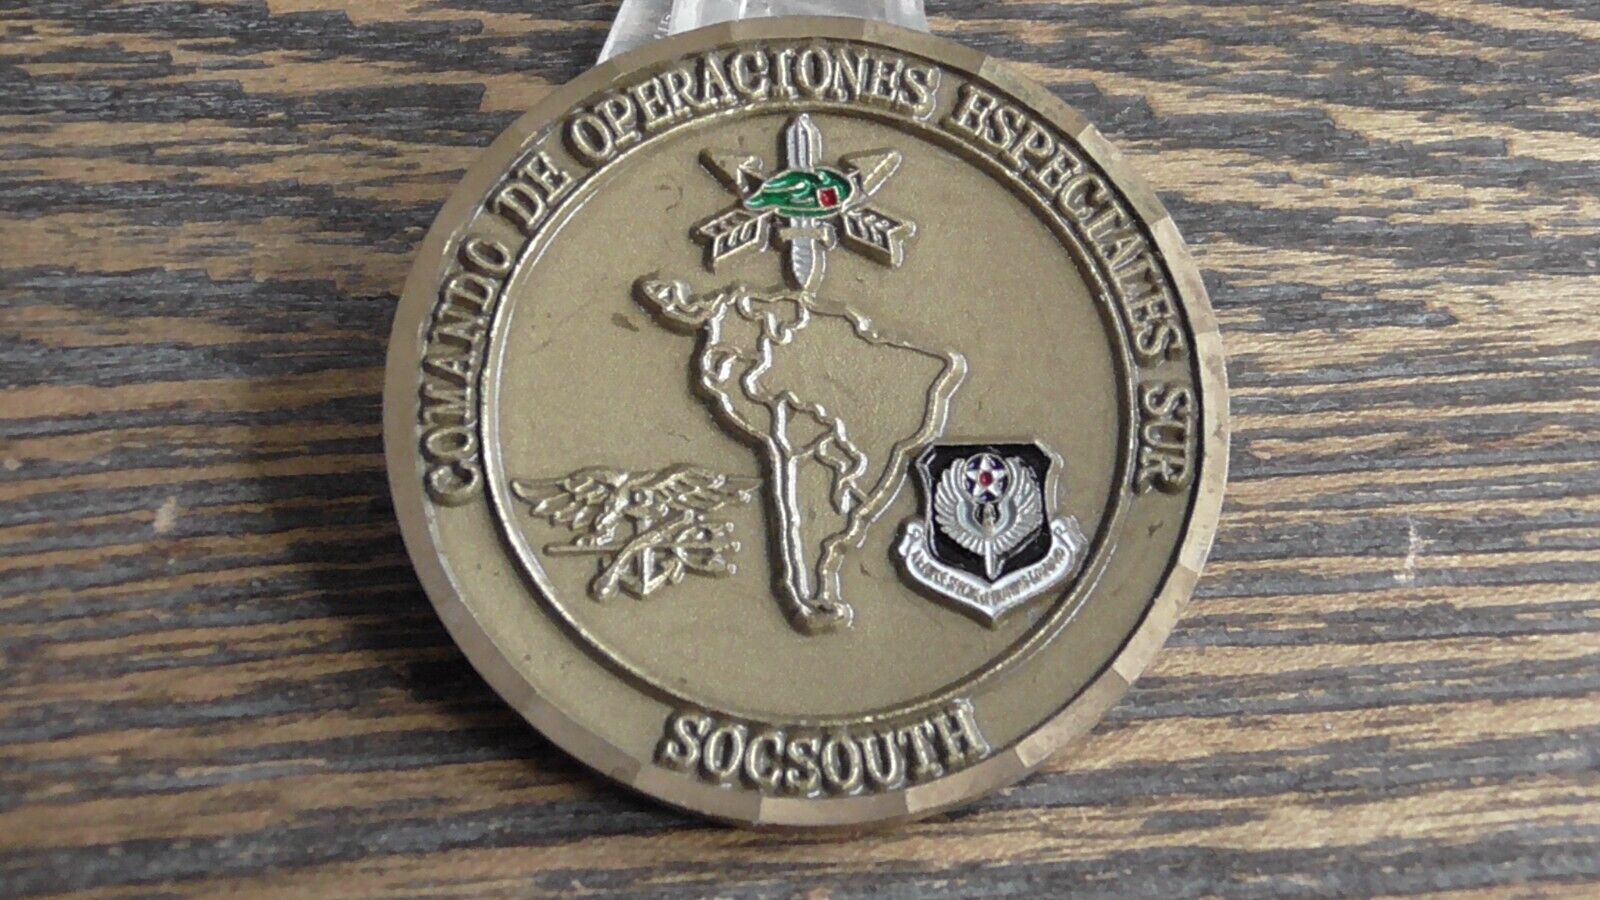 COMANDO DE OPERACIONES ESPECIALES SUR
SOCSOUTH